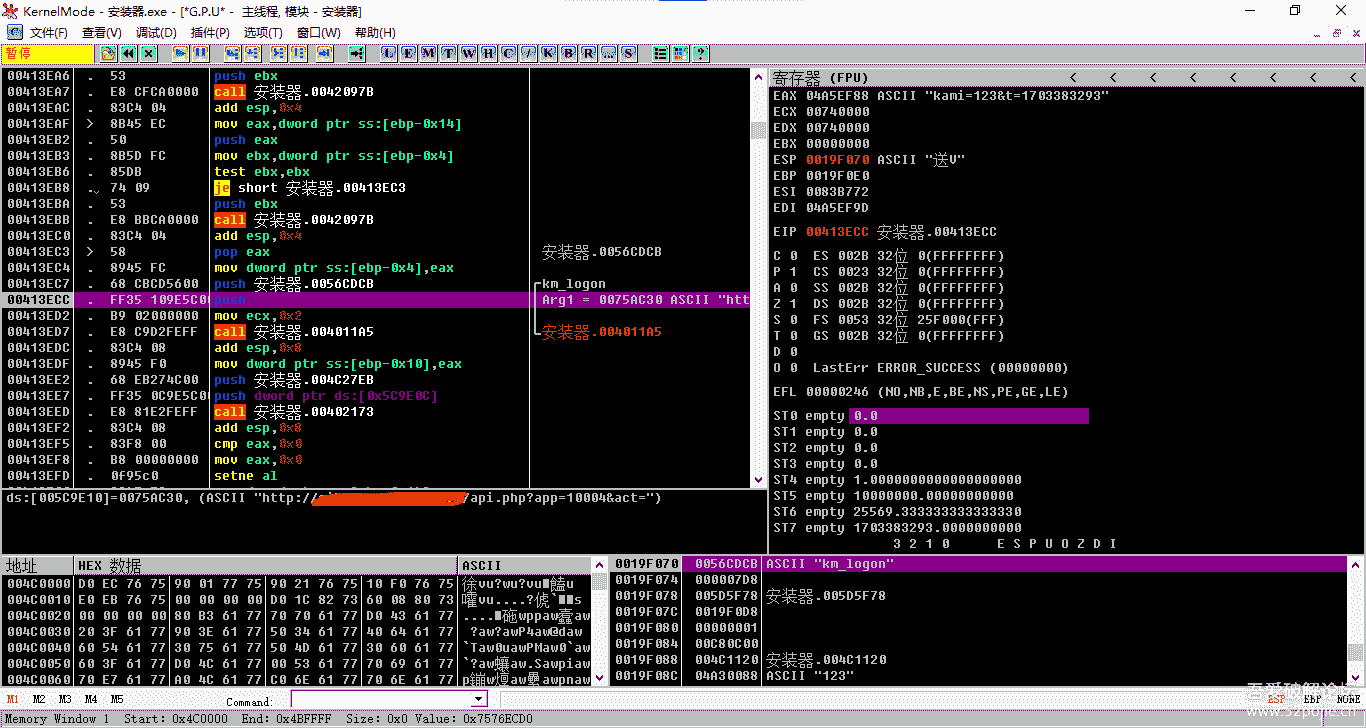 KernelMode - 安装器.exe - [*G.P.U* - 主线程, 模块 - 安装器]
文件(F) 查看(V) 调试(D) 插件(P) 选项(T) 窗口(W) 帮助(H)
暂停 L E M T W H C / K B R ... S ?
00413EA6 . 53 push ebx
00413EA7 . E8 CFCA0000 call 安装器.0042097B
00413EAC . 83C4 04 add esp,0x4
00413EAF > 8B45 EC mov eax,dword ptr ss:[ebp-0x14]
00413EB2 . 50 push eax
00413EB3 . 8B5D FC mov ebx,dword ptr ss:[ebp-0x4]
00413EB6 . 85DB test ebx,ebx
00413EB8 . 74 09 je short 安装器.00413EC3
00413EBA . 53 push ebx
00413EBB . E8 BBCA0000 call 安装器.0042097B
00413EC0 . 83C4 04 add esp,0x4
00413EC3 > 58 pop eax 安装器.0056CDCB
00413EC4 . 8945 FC mov dword ptr ss:[ebp-0x4],eax
00413EC7 . 68 CBCD5600 push 安装器.0056CDCB km_logon
00413ECC . FF35 109E5C0 push Arg1 = 0075AC30 ASCII "htt
00413ED2 . B9 02000000 mov ecx,0x2
00413ED7 . E8 C9D2FEFF call 安装器.004011A5 安装器.004011A5
00413EDC . 83C4 08 add esp,0x8
00413EDF . 8945 F0 mov dword ptr ss:[ebp-0x10],eax
00413EE2 . 68 EB274C00 push 安装器.004C27EB
00413EE7 . FF35 0C9E5C0 push dword ptr ds:[0x5C9E0C]
00413EED . E8 81E2FEFF call 安装器.00402173
00413EF2 . 83C4 08 add esp,0x8
00413EF5 . 83F8 00 cmp eax,0x0
00413EF8 . B8 00000000 mov eax,0x0
00413EFD . 0f95c0 setne al
ds:[005C9E10]=0075AC30, (ASCII "http:// /api.php?app=10004&act=")
寄存器 (FPU) < < < < < < < <
EAX 04A5EF88 ASCII "kami=123&t=1703383293"
ECX 00740000
EDX 00740000
EBX 00000000
ESP 0019F070 ASCII "送V"
EBP 0019F0E0
ESI 0083B772
EDI 04A5EF9D
EIP 00413ECC 安装器.00413ECC
C 0 ES 002B 32位 0(FFFFFFFF)
P 1 CS 0023 32位 0(FFFFFFFF)
A 0 SS 002B 32位 0(FFFFFFFF)
Z 1 DS 002B 32位 0(FFFFFFFF)
S 0 FS 0053 32位 25F000(FFF)
T 0 GS 002B 32位 0(FFFFFFFF)
D 0
O 0 LastErr ERROR_SUCCESS (00000000)
EFL 00000246 (NO,NB,E,BE,NS,PE,GE,LE)
ST0 empty 0.0
ST1 empty 0.0
ST2 empty 0.0
ST3 empty 0.0
ST4 empty 1.0000000000000000000
ST5 empty 10000000.000000000000
ST6 empty 25569.333333333333330
ST7 empty 1703383293.0000000000
3 2 1 0 E S P U O Z D I
地址 HEX 数据 ASCII
004C0000 D0 EC 76 75 90 01 77 75 90 21 76 75 10 F0 76 75
004C0010 E0 EB 76 75 00 00 00 00 D0 1C 82 73 60 08 80 73
004C0020 00 00 00 00 80 B3 61 77 70 70 61 77 D0 43 61 77
004C0030 20 3F 61 77 90 3E 61 77 50 34 61 77 40 64 61 77 ?aw?awP4aw@daw
004C0040 60 54 61 77 30 75 61 77 50 4D 61 77 30 60 61 77 `Taw0uawPMaw0`aw
004C0050 60 3F 61 77 D0 4C 61 77 00 53 61 77 70 69 61 77
004C0060 70 E7 61 77 A0 4C 61 77 C0 6E 61 77 70 6E 61 77
0019F070 0056CDCB ASCII "km_logon"
0019F074 000007D8
0019F078 005D5F78 安装器.005D5F78
0019F07C 0019F0D8
0019F080 00000001
0019F084 00C80C00
0019F088 004C1120 安装器.004C1120
0019F08C 04A30088 ASCII "123"
M1 M2 M3 M4 M5 Command: ESP EBP NONE
Memory Window 1 Start: 0x4C0000 End: 0x4BFFFF Size: 0x0 Value: 0x7576ECD0
吾爱破解论坛
www.52pojie.cn